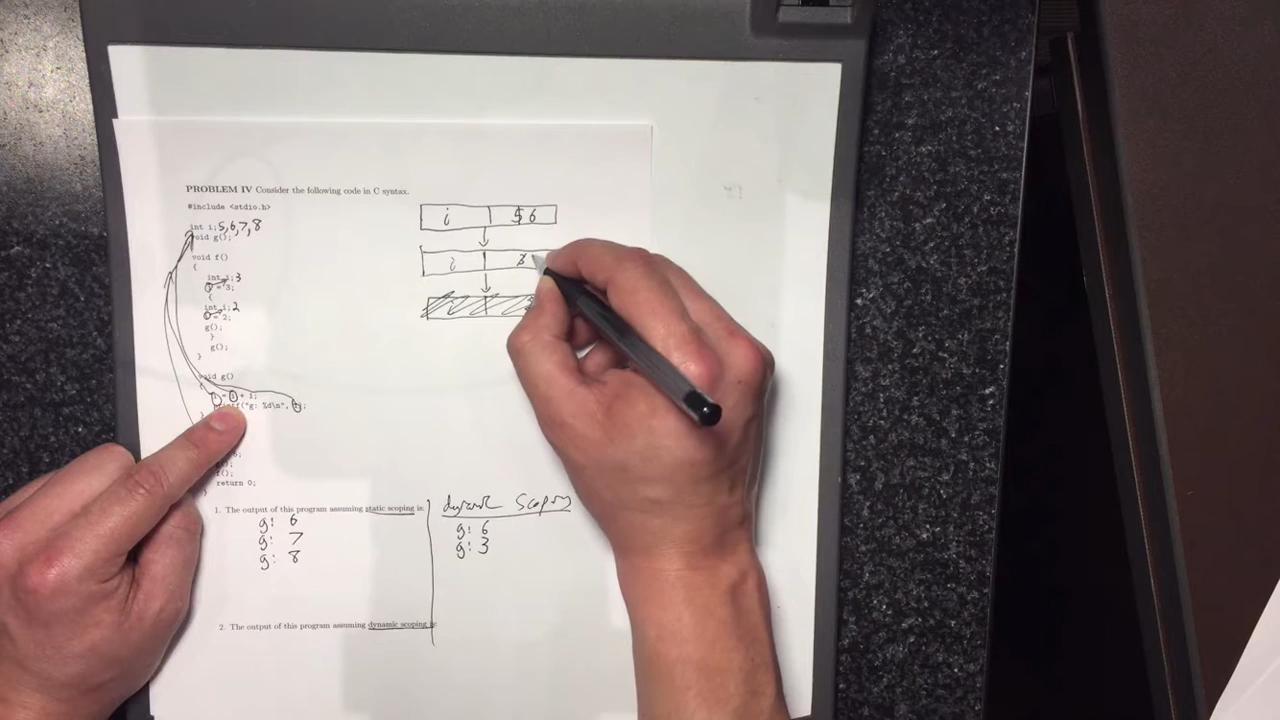 PROBLEM IV Consider the following code in C syntax.
#include <stdio.h>
int i; 5,6,7,8
void g();
void f()
{
int i; 3
i = 3;
{
int i; 2
i = 2;
g();
}
g();
}
void g()
{
i = i + 1;
printf("g: %d\n", i);
}
f();
return 0;
}
i 5 6
i 3
1. The output of this program assuming static scoping is:
g: 6
g: 7
g: 8
dynamic scoping
g: 6
g: 3
2. The output of this program assuming dynamic scoping is: